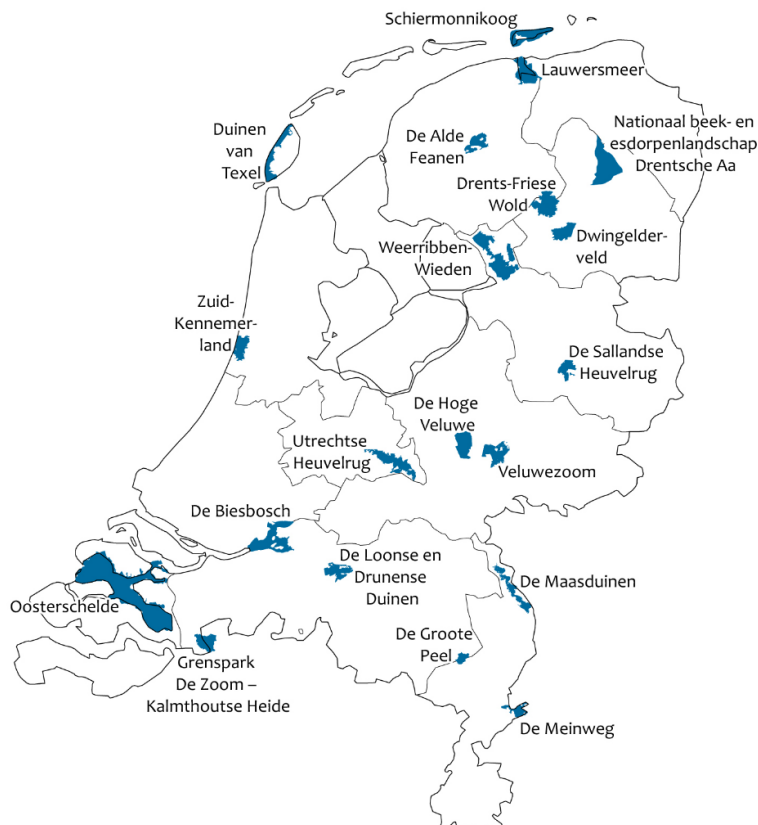 Schiermonnikoog
Lauwersmeer
Duinen
van
Texel
De Alde
Feanen
Nationaal beek- en
esdorpenlandschap
Drentsche Aa
Drents-Friese
Wold
Weerribben-
Wieden
Dwingelder-
veld
Zuid-
Kennemer-
land
De Sallandse
Heuvelrug
De Hoge
Veluwe
Utrechtse
Heuvelrug
Veluwezoom
De Biesbosch
De Loonse en
Drunense
Duinen
De Maasduinen
Oosterschelde
De Groote
Peel
Grenspark
De Zoom –
Kalmthoutse Heide
De Meinweg